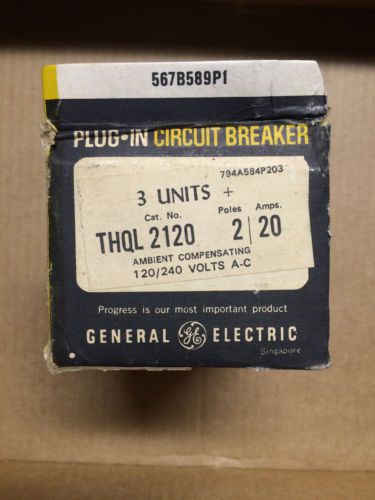 567B589P1
PLUG-IN CIRCUIT BREAKER
794A584P203
3 UNITS +
Cat. No. Poles Amps.
THQL 2120 2 20
AMBIENT COMPENSATING
120/240 VOLTS A-C
Progress is our most important product
GENERAL GE ELECTRIC
Singapore